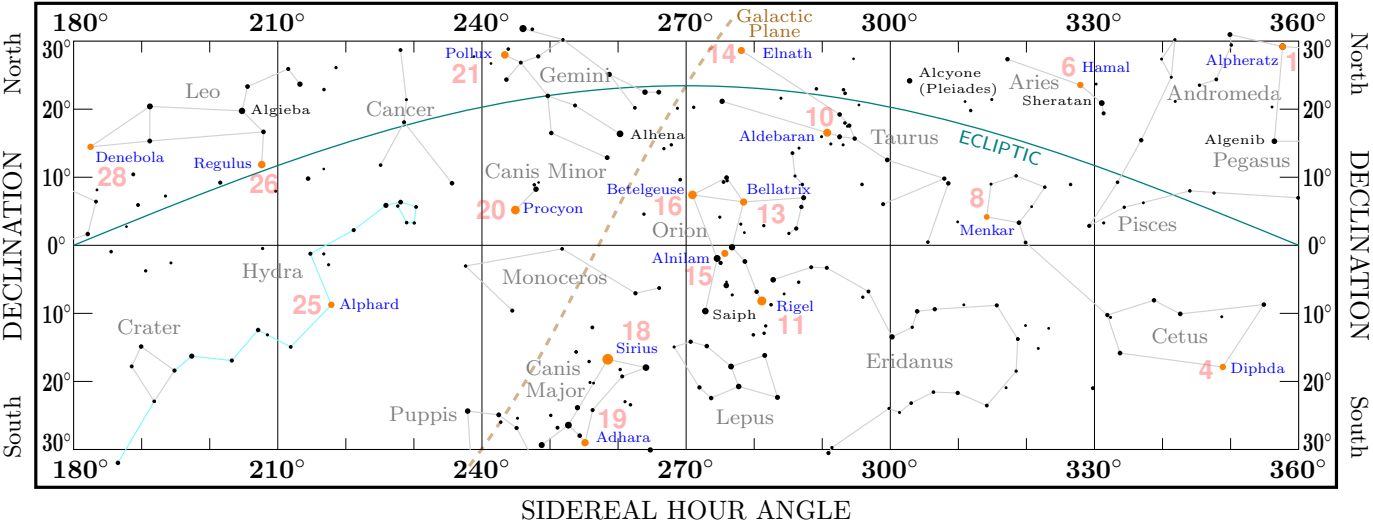 180° 210° 240° 270° 300° 330° 360°
Galactic
Plane
North
North
30° 20° 10° 0° 10° 20° 30°
30° 20° 10° 0° 10° 20° 30°
DECLINATION
DECLINATION
South
South
Pollux
21
14
Elnath
6
Hamal
Alpheratz
1
Leo
Algieba
Cancer
Gemini
Alcyone
(Pleiades)
Aries
Sheratan
Andromeda
Alhena
10
Aldebaran
Taurus
ECLIPTIC
Algenib
Pegasus
Denebola
28
Regulus
26
Canis Minor
Betelgeuse
16
Bellatrix
13
8
Menkar
Pisces
20
Procyon
Orion
Alnilam
15
Hydra
Monoceros
25
Alphard
Saiph
Rigel
11
Crater
18
Sirius
Canis
Major
Eridanus
Cetus
4
Diphda
Puppis
19
Adhara
Lepus
180° 210° 240° 270° 300° 330° 360°
SIDEREAL HOUR ANGLE